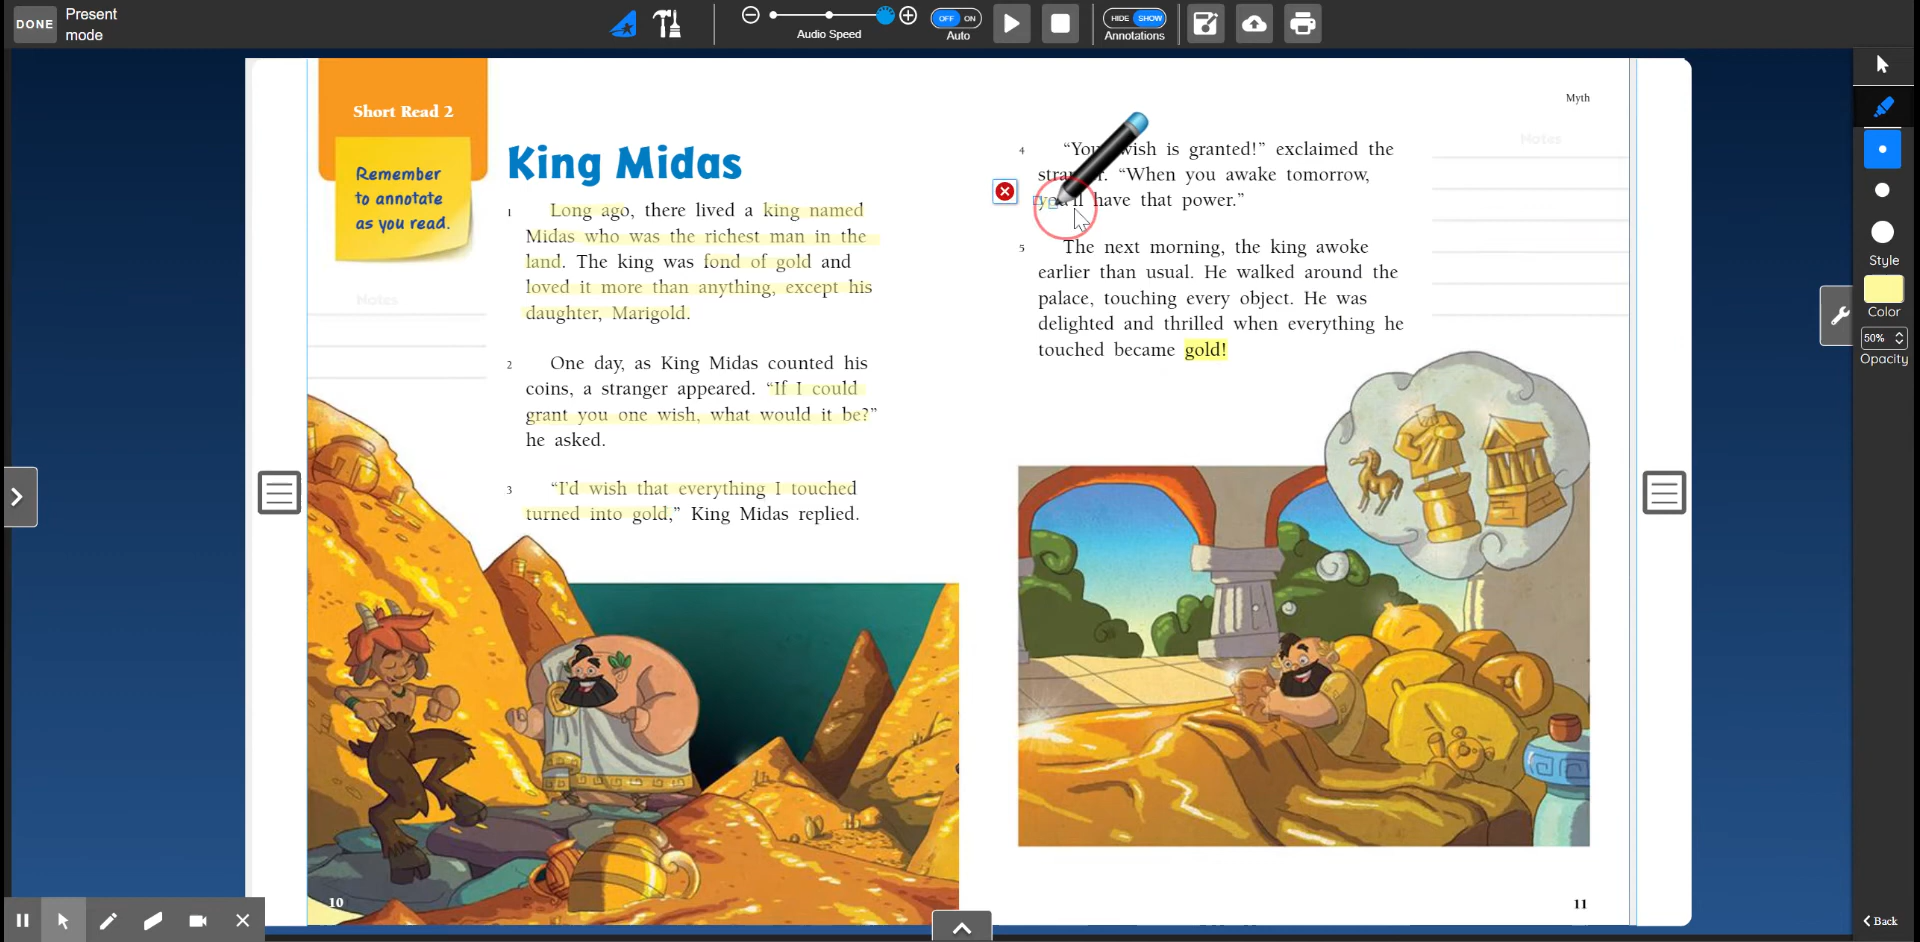 DONE
Present
mode
Audio Speed
OFF ON
Auto
HIDE SHOW
Annotations
Short Read 2
Remember
to annotate
as you read.
Notes
King Midas
1 Long ago, there lived a king named
Midas who was the richest man in the
land. The king was fond of gold and
loved it more than anything, except his
daughter, Marigold.
2 One day, as King Midas counted his
coins, a stranger appeared. “If I could
grant you one wish, what would it be?”
he asked.
3 “I’d wish that everything I touched
turned into gold,” King Midas replied.
10
Myth
Notes
4 wish is granted!” exclaimed the
“When you awake tomorrow,
you’ll have that power.”
5 The next morning, the king awoke
earlier than usual. He walked around the
palace, touching every object. He was
delighted and thrilled when everything he
touched became gold!
11
Style
Color
50%
Opacity
Back